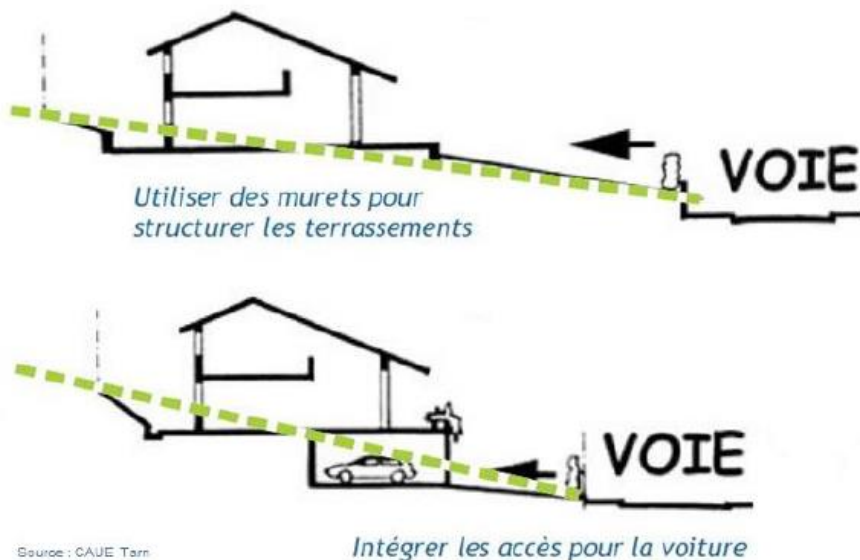 VOIE
Utiliser des murets pour
structurer les terrassements
VOIE
Source : CAUE Tarn
Intégrer les accès pour la voiture